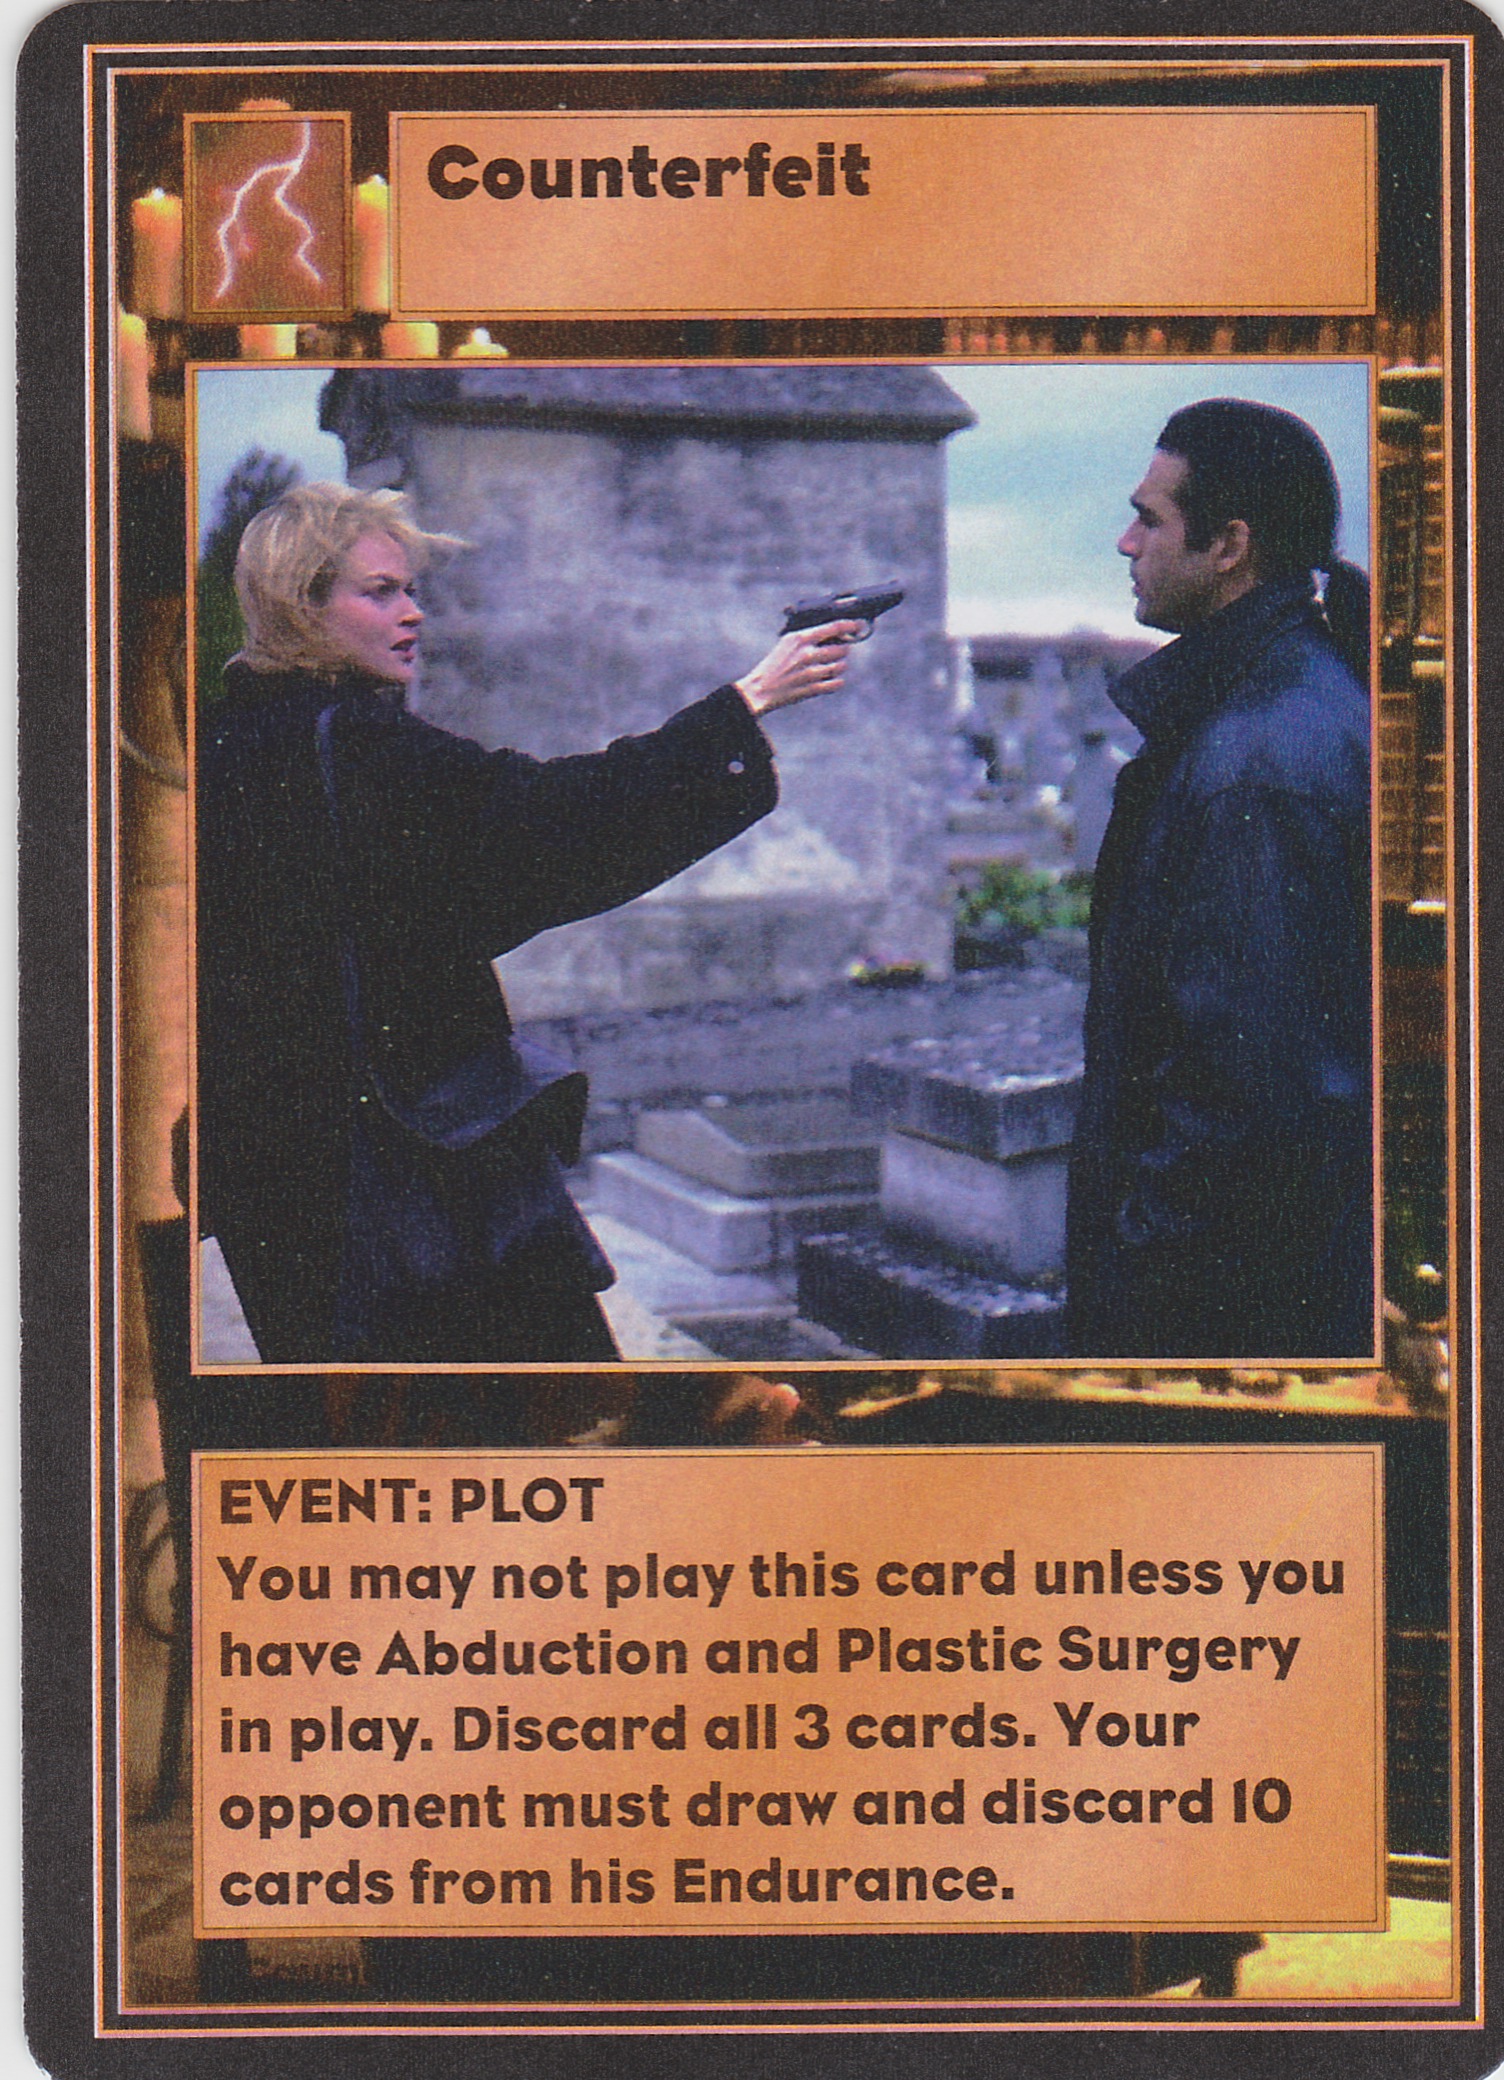 Counterfeit
EVENT: PLOT
You may not play this card unless you
have Abduction and Plastic Surgery
in play. Discard all 3 cards. Your
opponent must draw and discard 10
cards from his Endurance.